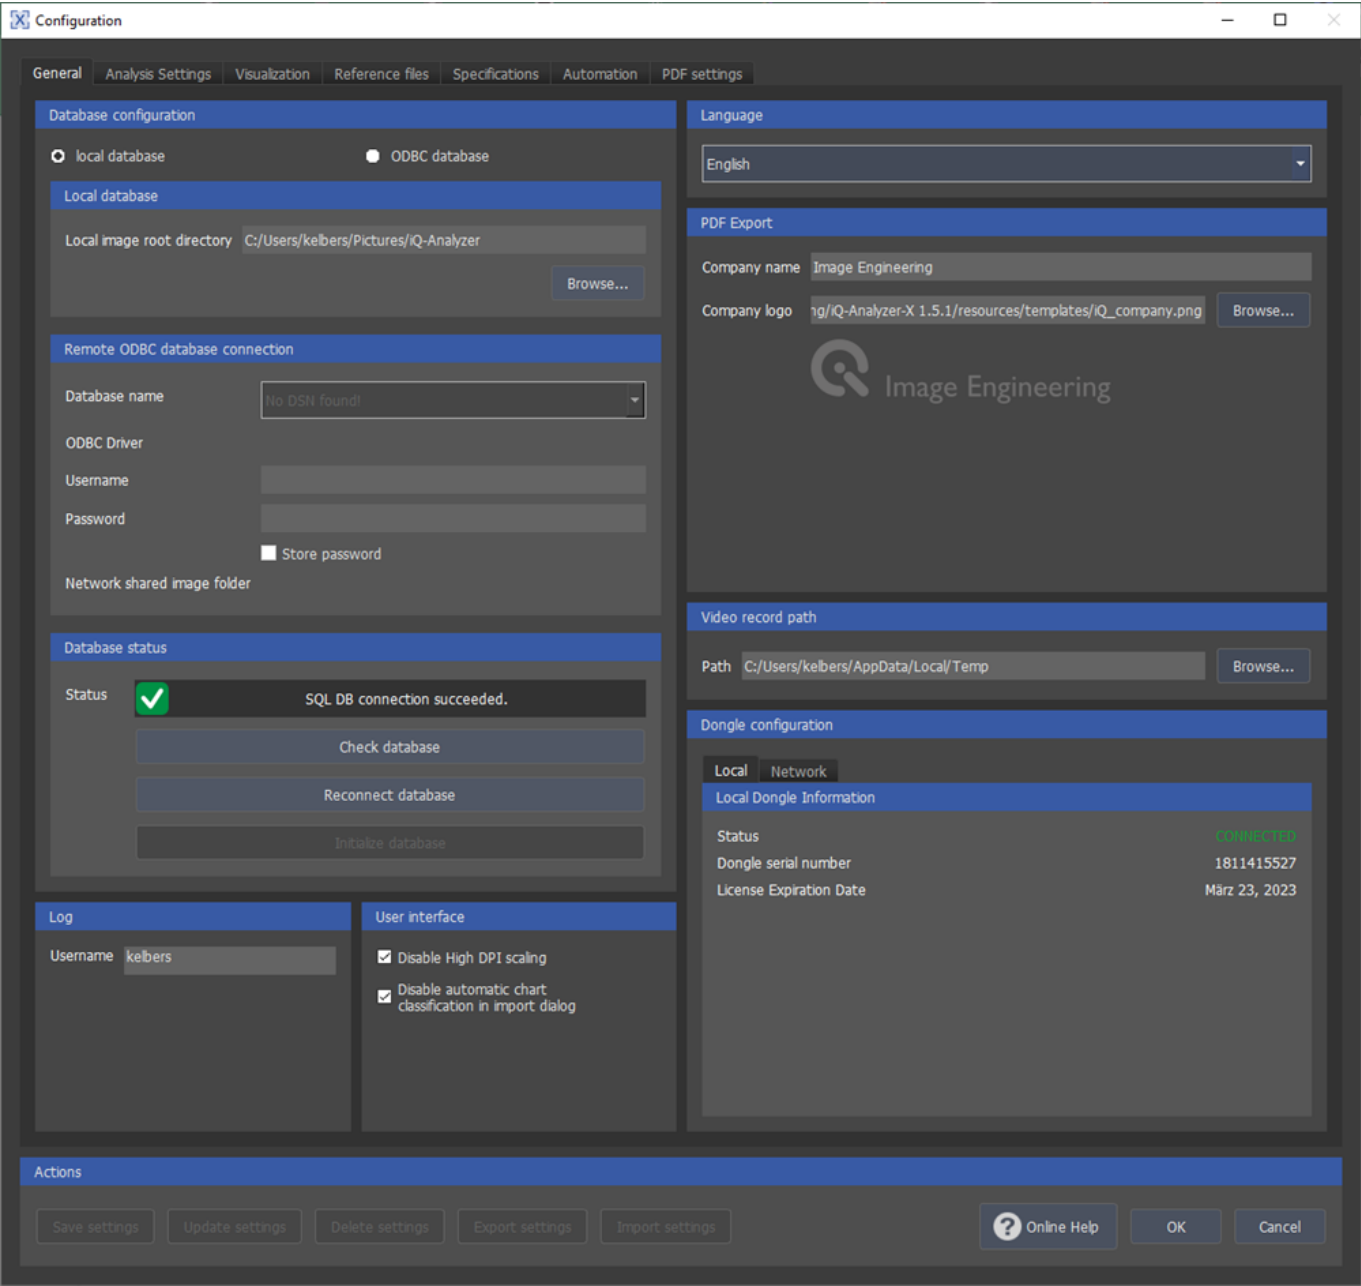 Configuration
General
Analysis Settings
Visualization
Reference files
Specifications
Automation
PDF settings
Database configuration
local database
ODBC database
Local database
Local image root directory
C:/Users/kelbers/Pictures/iQ-Analyzer
Browse...
Remote ODBC database connection
Database name
No DSN found!
ODBC Driver
Username
Password
Store password
Network shared image folder
Database status
Status
SQL DB connection succeeded.
Check database
Reconnect database
Initialize database
Log
Username
kelbers
User interface
Disable High DPI scaling
Disable automatic chart
classification in import dialog
Language
English
PDF Export
Company name
Image Engineering
Company logo
ng/iQ-Analyzer-X 1.5.1/resources/templates/iQ_company.png
Browse...
Image Engineering
Video record path
Path
C:/Users/kelbers/AppData/Local/Temp
Browse...
Dongle configuration
Local
Network
Local Dongle Information
Status
CONNECTED
Dongle serial number
1811415527
License Expiration Date
März 23, 2023
Actions
Save settings
Update settings
Delete settings
Export settings
Import settings
? Online Help
OK
Cancel